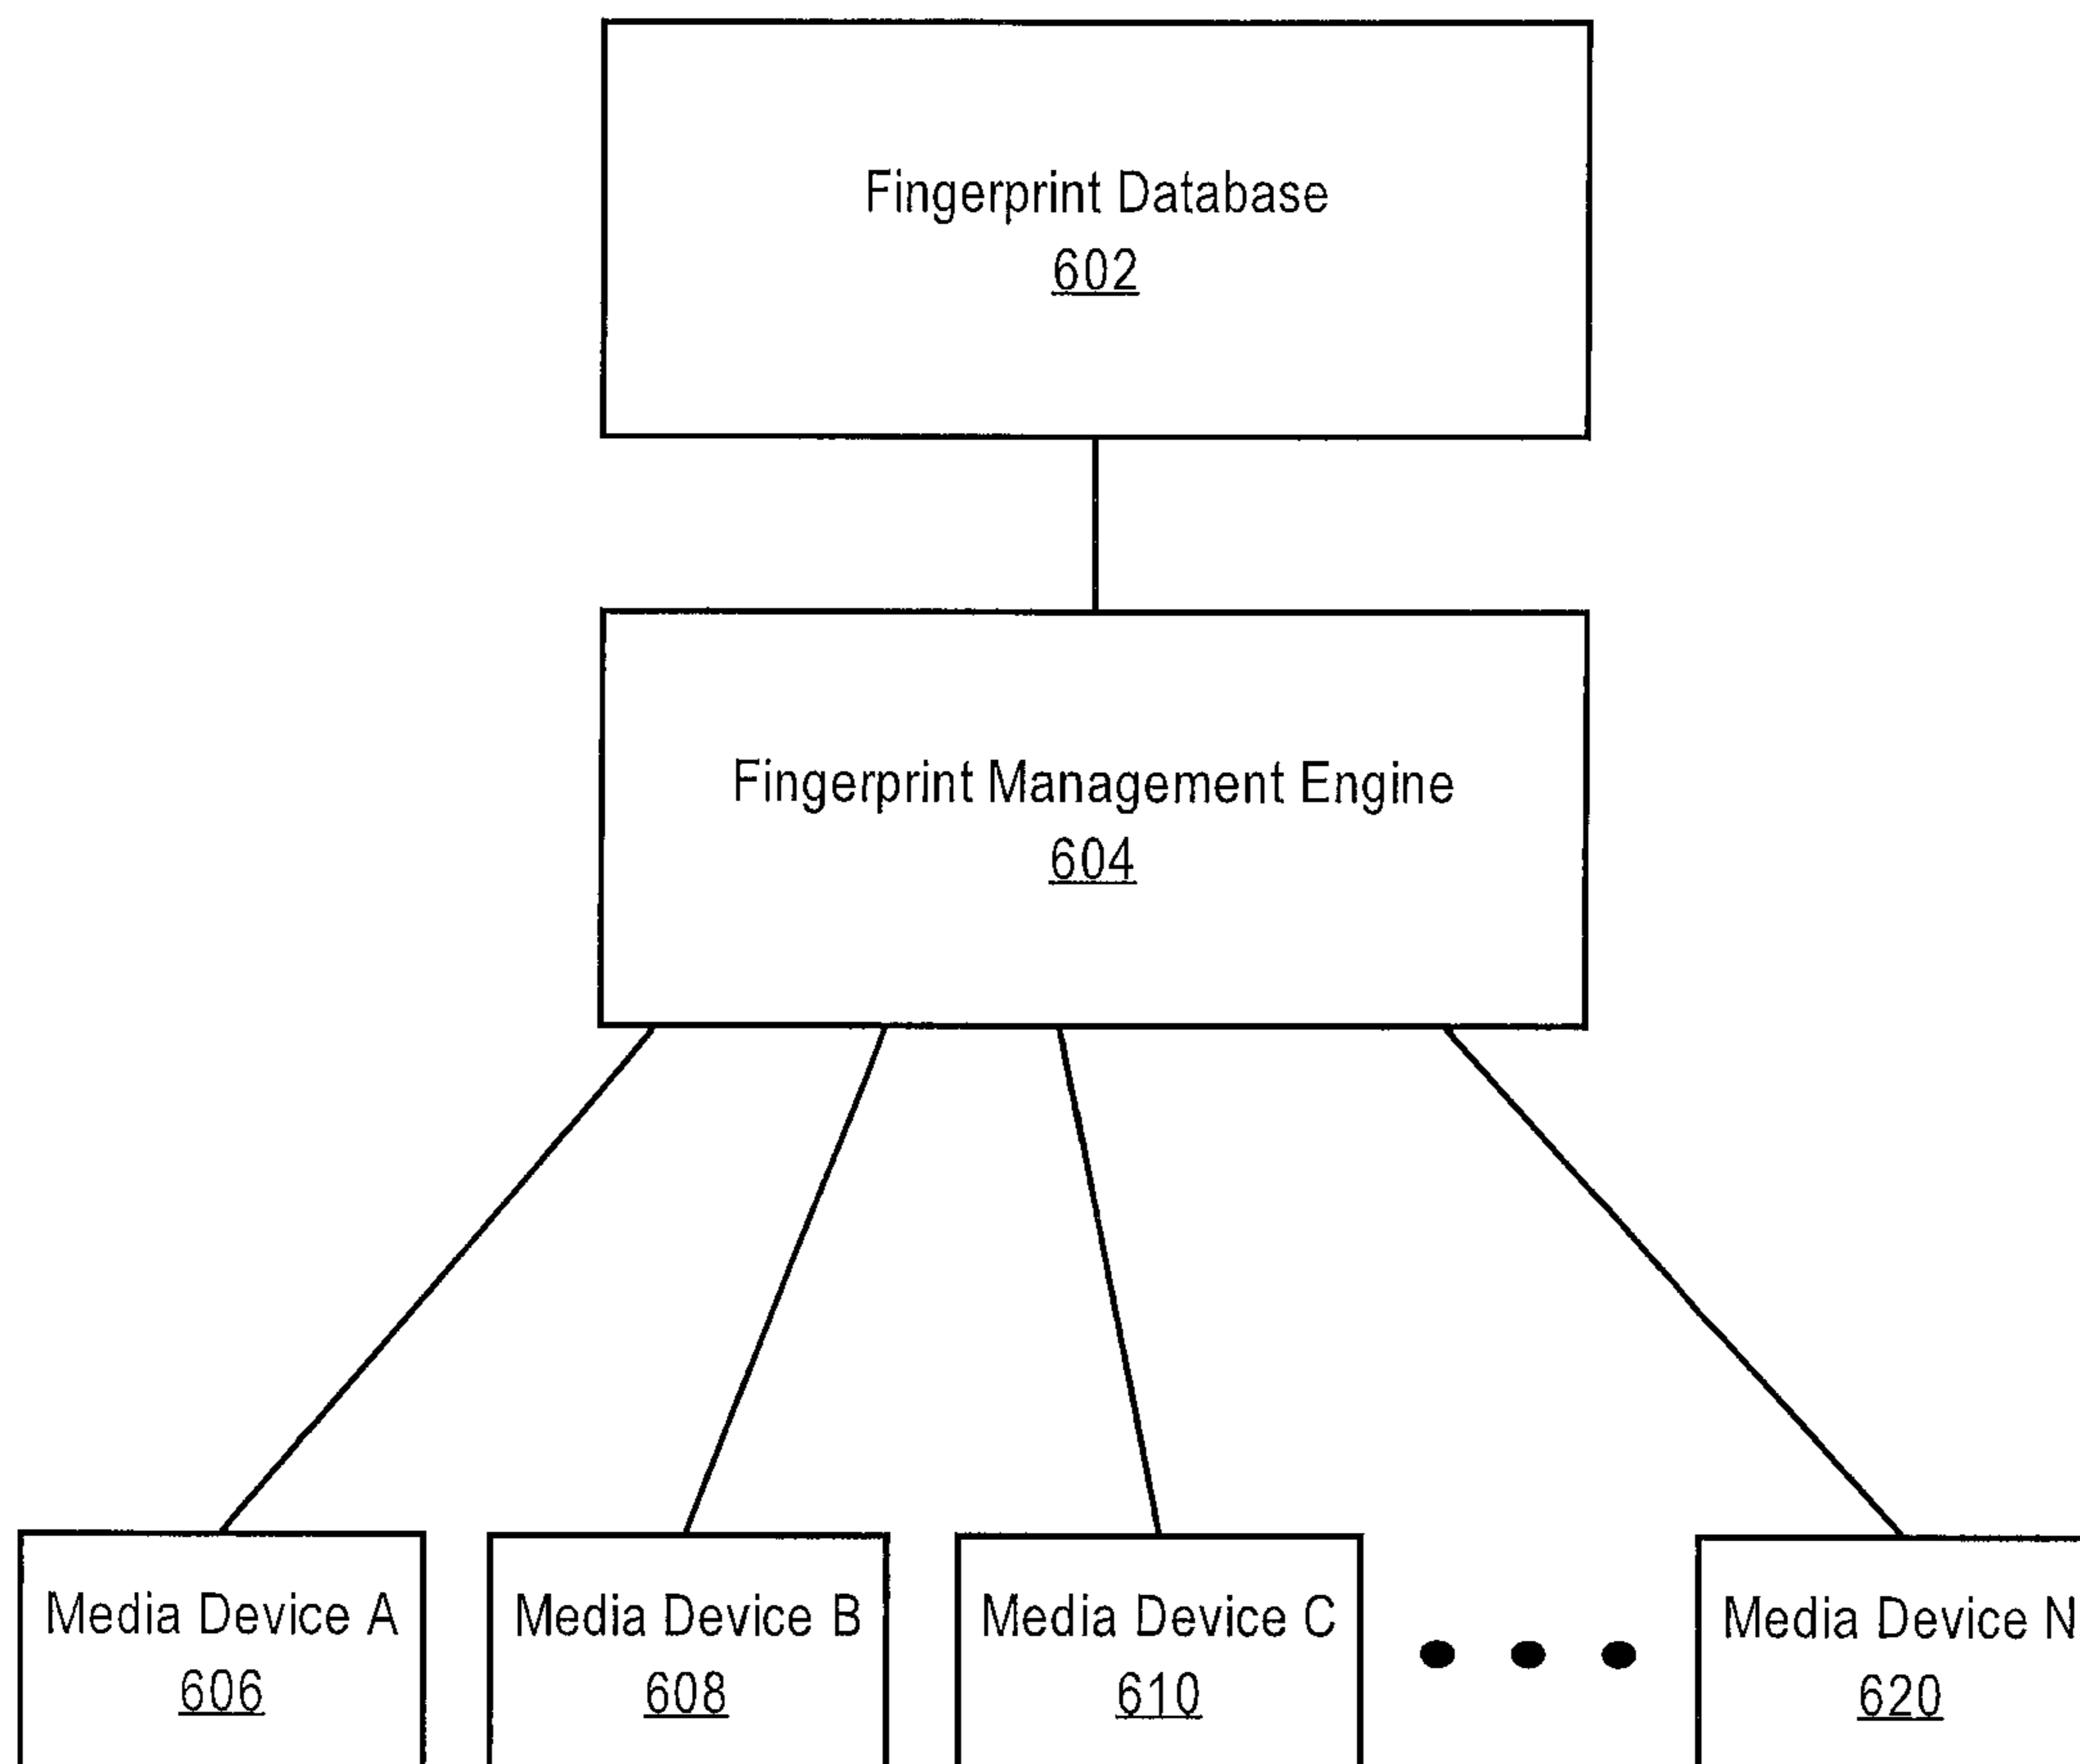 Fingerprint Database
602
Fingerprint Management Engine
604
Media Device A
606
Media Device B
608
Media Device C
610
Media Device N
620